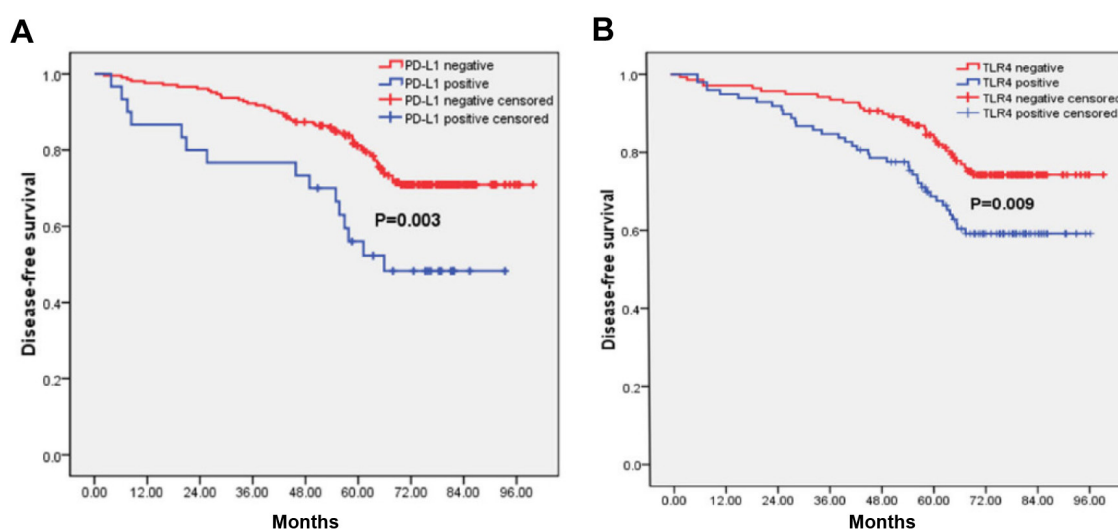 A
PD-L1 negative
PD-L1 positive
PD-L1 negative censored
PD-L1 positive censored
P=0.003
Disease-free survival
1.0
0.8
0.6
0.4
0.2
0.0
0.00 12.00 24.00 36.00 48.00 60.00 72.00 84.00 96.00
Months
B
TLR4 negative
TLR4 positive
TLR4 negative censored
TLR4 positive censored
P=0.009
Disease-free survival
1.0
0.8
0.6
0.4
0.2
0.0
0.00 12.00 24.00 36.00 48.00 60.00 72.00 84.00 96.00
Months